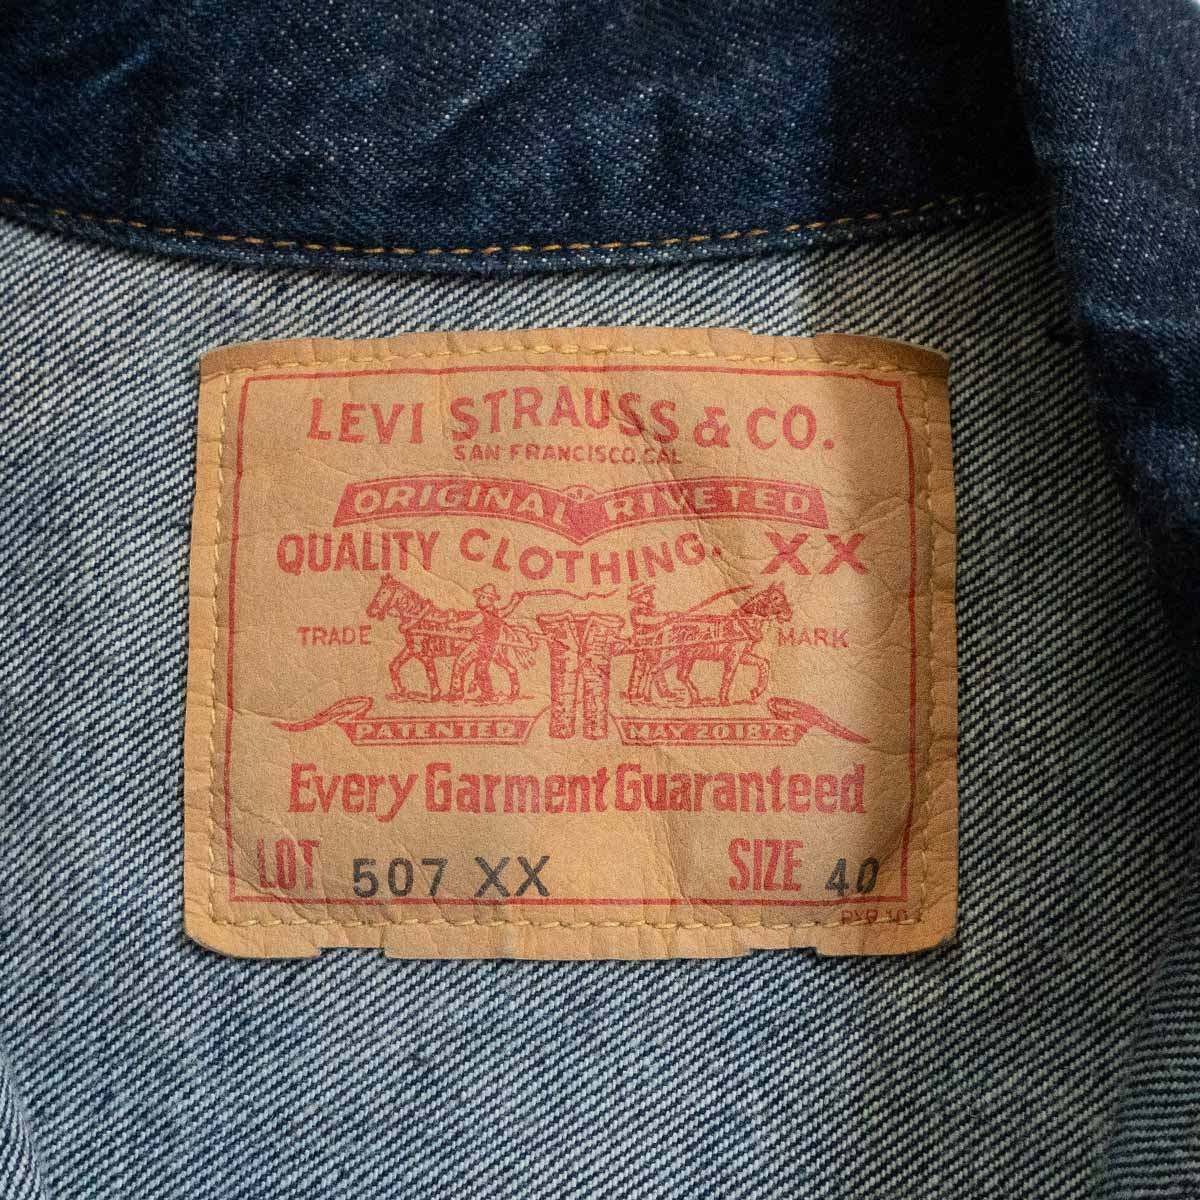 LEVI STRAUSS & CO.
SAN FRANCISCO.CAL
ORIGINAL RIVETED
QUALITY CLOTHING. XX
TRADE MARK
PATENTED MAY 20 1873
Every Garment Guaranteed
LOT 507 XX SIZE 40